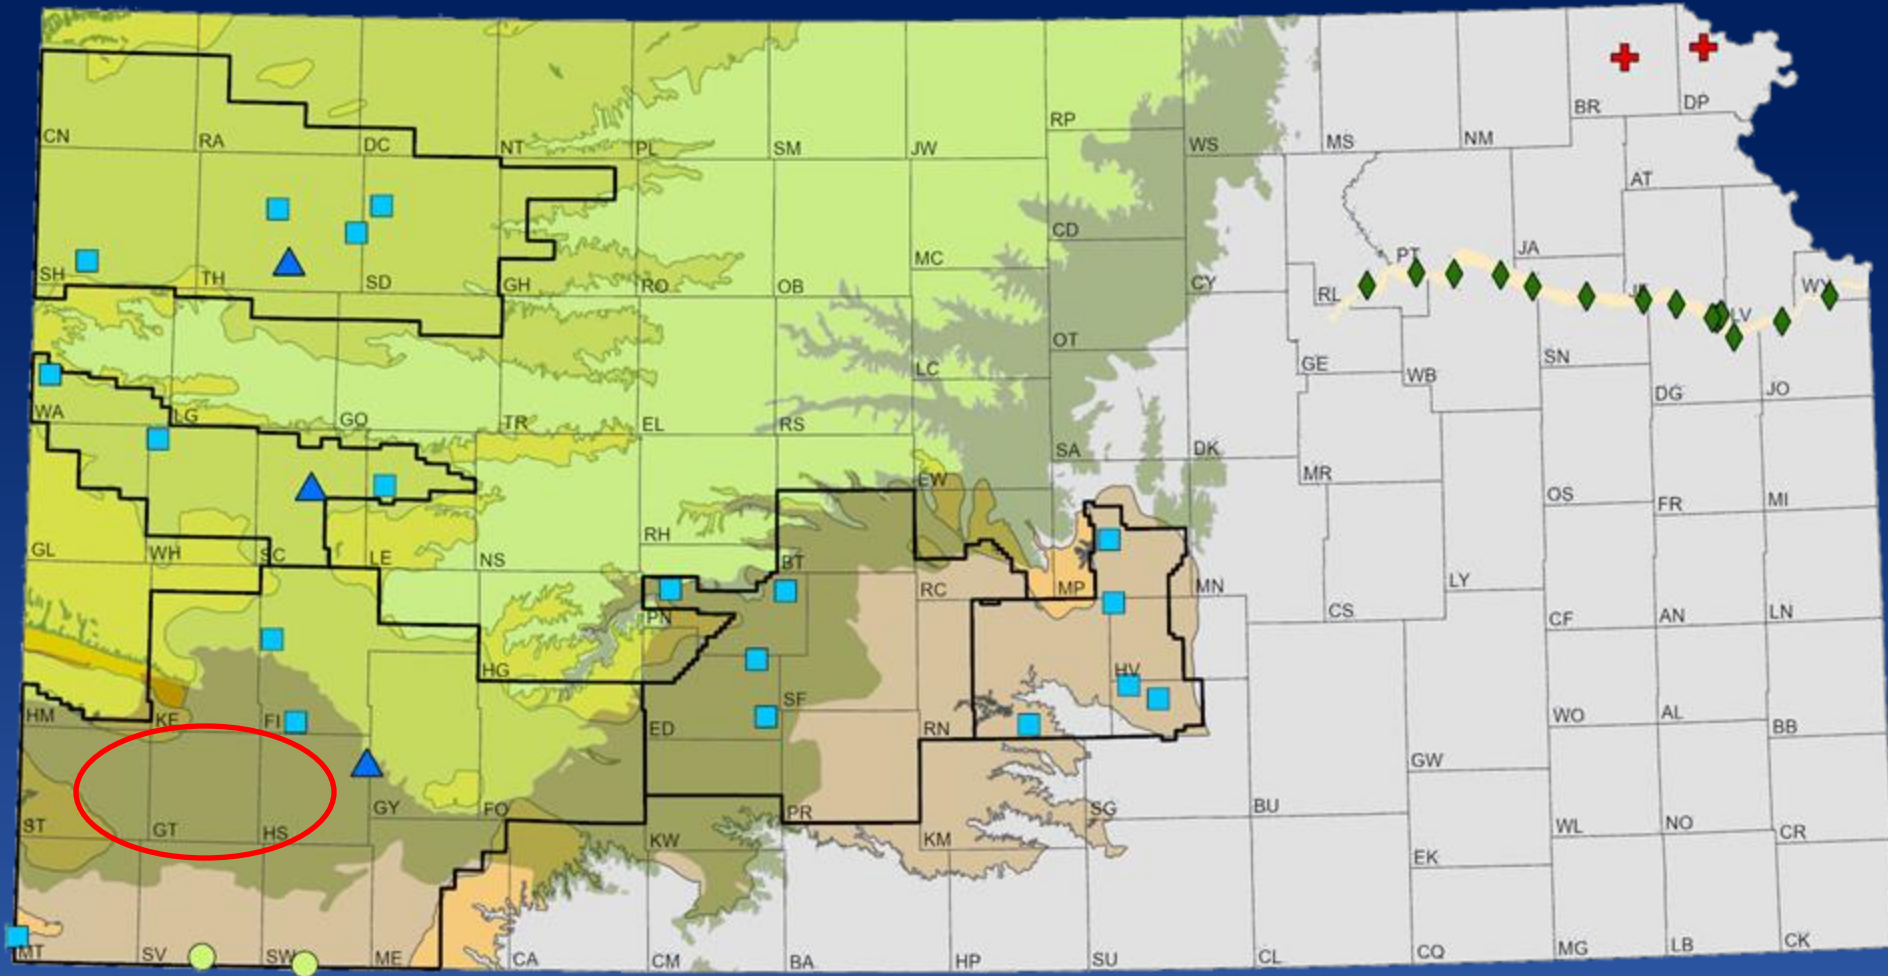 CN RA DC NT PL SM JW RP WS MS NM BR DP
AT
SH TH SD GH RO OB MC CD CY RL PT JA JF LV WY
OT
WA LG GO TR EL RS LC SA DK GE WB SN DG JO
GL WH SC LE NS RH BT EW MR OS FR MI
RC MP MN CS LY CF AN LN
HM KE FI HG PN ED SF RN HV WO AL BB
ST GT HS GY FO KW PR KM SG BU GW WL NO CR
EK
MT SV SW ME CA CM BA HP SU CL CQ MG LB CK